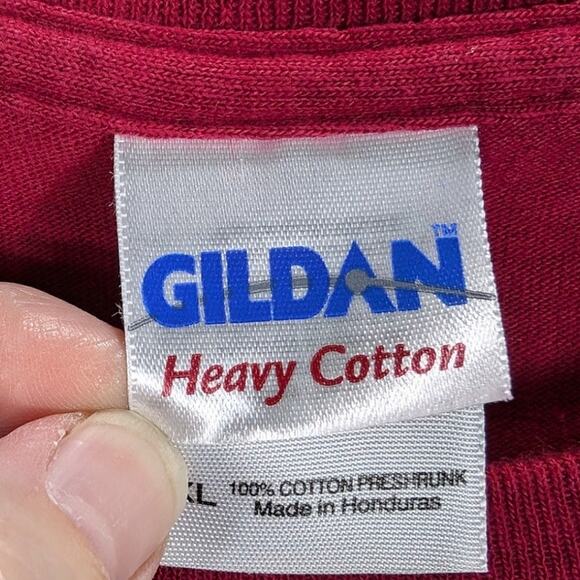 GILDAN™
Heavy Cotton
XL 100% COTTON PRESHRUNK
Made in Honduras